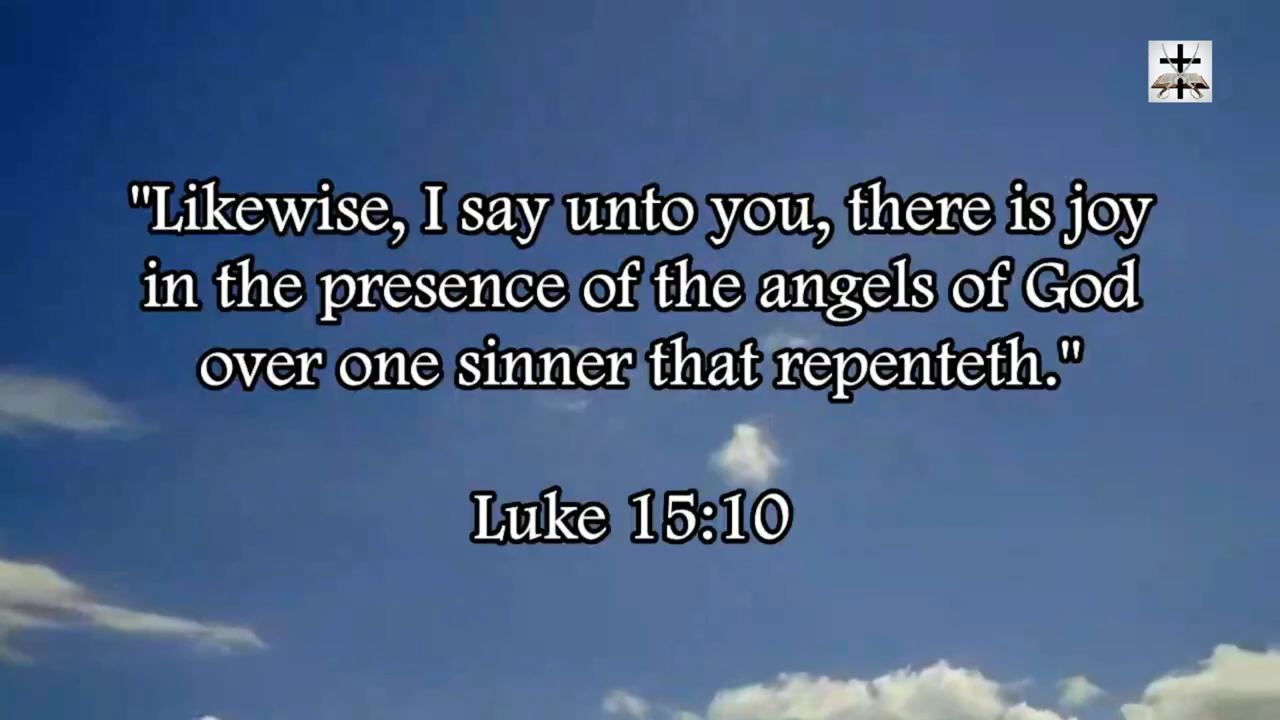 "Likewise, I say unto you, there is joy
in the presence of the angels of God
over one sinner that repenteth."
Luke 15:10